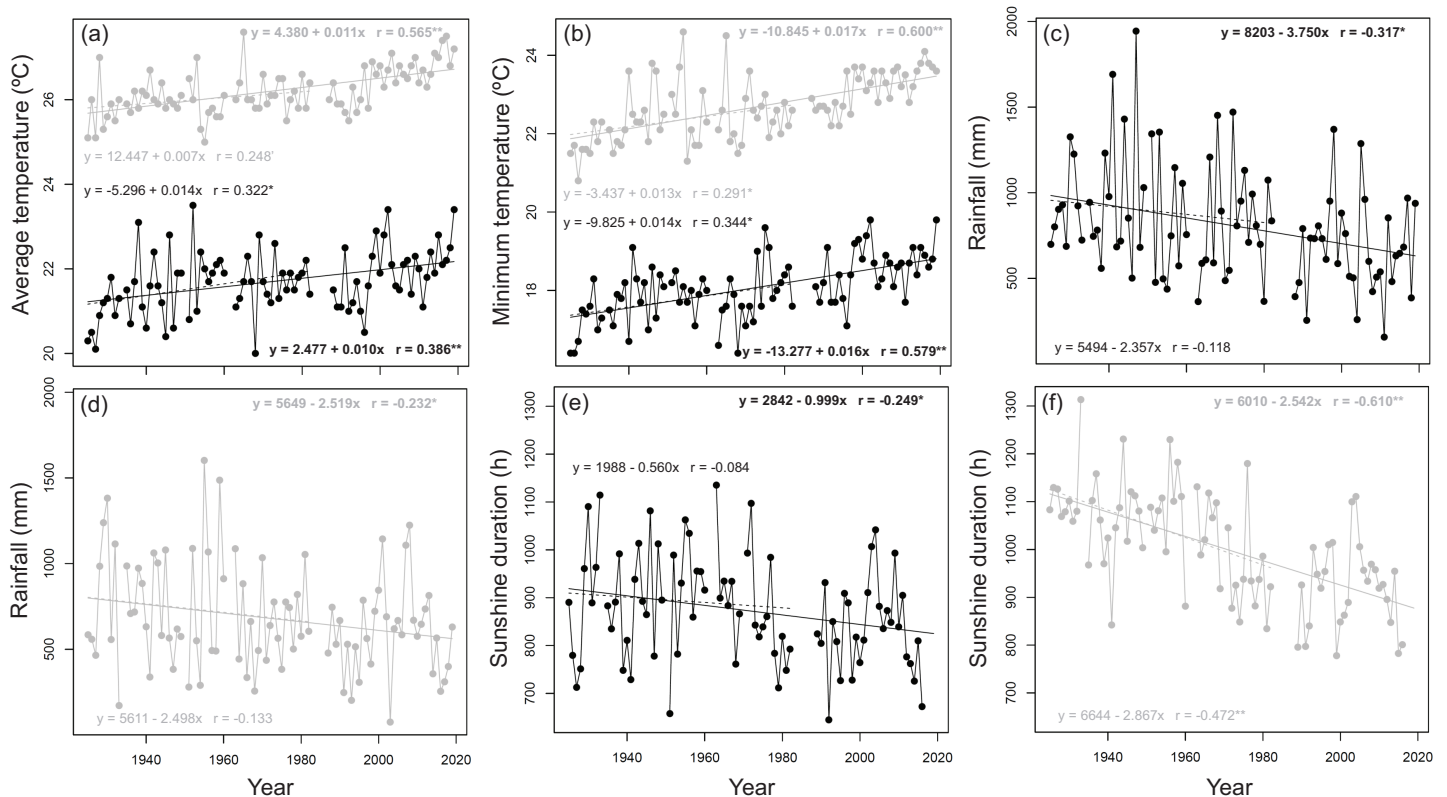 (a)
y = 4.380 + 0.011x r = 0.565**
y = 12.447 + 0.007x r = 0.248'
y = -5.296 + 0.014x r = 0.322*
y = 2.477 + 0.010x r = 0.386**
Average temperature (ºC)
26
24
22
20
(b)
y = -10.845 + 0.017x r = 0.600**
y = -3.437 + 0.013x r = 0.291*
y = -9.825 + 0.014x r = 0.344*
y = -13.277 + 0.016x r = 0.579**
Minimum temperature (ºC)
24
22
20
18
(c)
y = 8203 - 3.750x r = -0.317*
y = 5494 - 2.357x r = -0.118
Rainfall (mm)
2000
1500
1000
500
(d)
y = 5649 - 2.519x r = -0.232*
y = 5611 - 2.498x r = -0.133
Rainfall (mm)
2000
1500
1000
500
1940 1960 1980 2000 2020
Year
(e)
y = 2842 - 0.999x r = -0.249*
y = 1988 - 0.560x r = -0.084
Sunshine duration (h)
1300
1200
1100
1000
900
800
700
1940 1960 1980 2000 2020
Year
(f)
y = 6010 - 2.542x r = -0.610**
y = 6644 - 2.867x r = -0.472**
Sunshine duration (h)
1300
1200
1100
1000
900
800
700
1940 1960 1980 2000 2020
Year